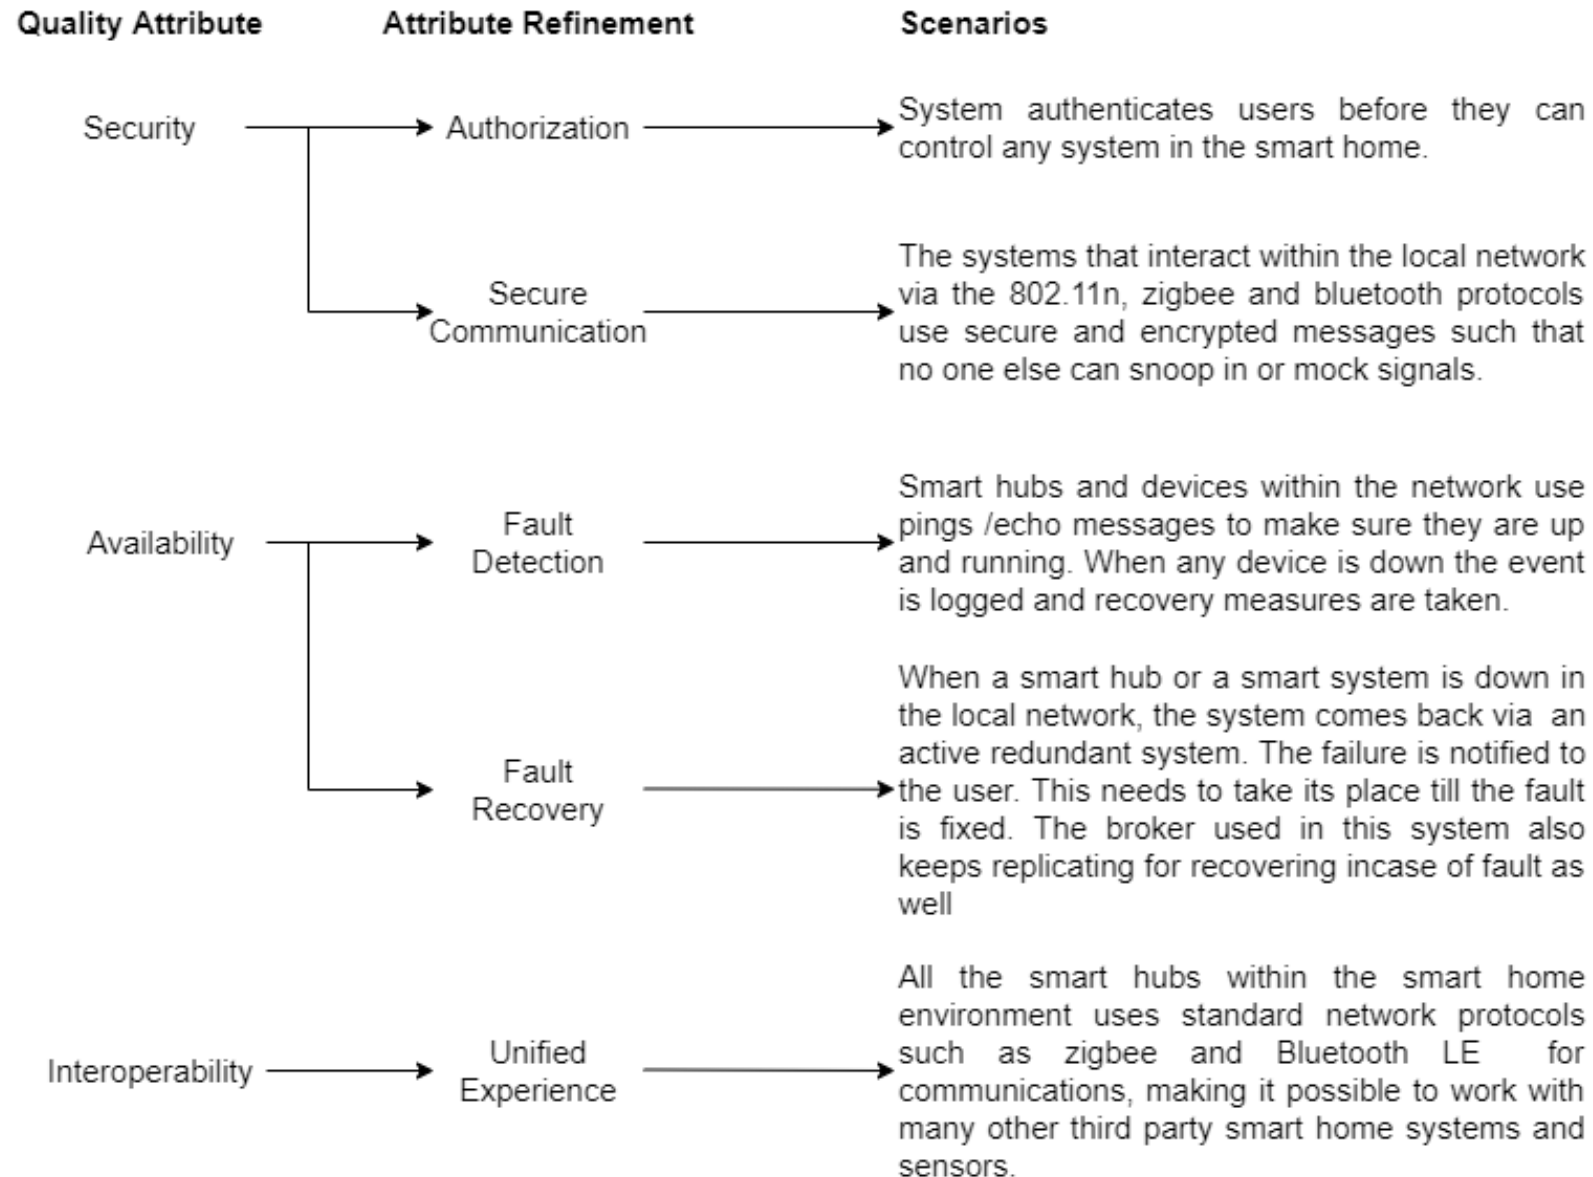 Quality Attribute Attribute Refinement Scenarios
Security
Authorization
System authenticates users before they can
control any system in the smart home.
Secure
Communication
The systems that interact within the local network
via the 802.11n, zigbee and bluetooth protocols
use secure and encrypted messages such that
no one else can snoop in or mock signals.
Availability
Fault
Detection
Smart hubs and devices within the network use
pings /echo messages to make sure they are up
and running. When any device is down the event
is logged and recovery measures are taken.
Fault
Recovery
When a smart hub or a smart system is down in
the local network, the system comes back via an
active redundant system. The failure is notified to
the user. This needs to take its place till the fault
is fixed. The broker used in this system also
keeps replicating for recovering incase of fault as
well
Interoperability
Unified
Experience
All the smart hubs within the smart home
environment uses standard network protocols
such as zigbee and Bluetooth LE for
communications, making it possible to work with
many other third party smart home systems and
sensors.